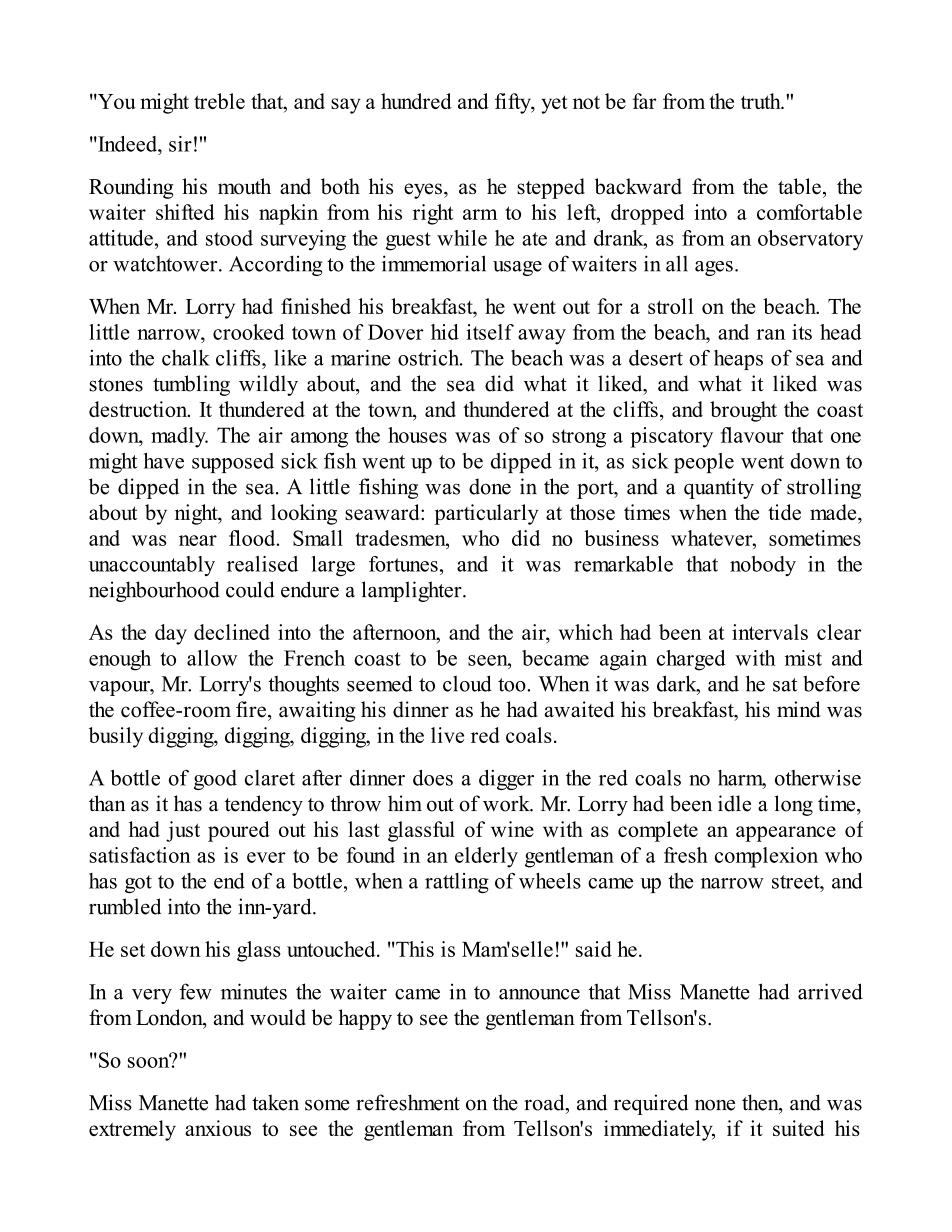 "You might treble that, and say a hundred and fifty, yet not be far from the truth."
"Indeed, sir!"
Rounding his mouth and both his eyes, as he stepped backward from the table, the
waiter shifted his napkin from his right arm to his left, dropped into a comfortable
attitude, and stood surveying the guest while he ate and drank, as from an observatory
or watchtower. According to the immemorial usage of waiters in all ages.
When Mr. Lorry had finished his breakfast, he went out for a stroll on the beach. The
little narrow, crooked town of Dover hid itself away from the beach, and ran its head
into the chalk cliffs, like a marine ostrich. The beach was a desert of heaps of sea and
stones tumbling wildly about, and the sea did what it liked, and what it liked was
destruction. It thundered at the town, and thundered at the cliffs, and brought the coast
down, madly. The air among the houses was of so strong a piscatory flavour that one
might have supposed sick fish went up to be dipped in it, as sick people went down to
be dipped in the sea. A little fishing was done in the port, and a quantity of strolling
about by night, and looking seaward: particularly at those times when the tide made,
and was near flood. Small tradesmen, who did no business whatever, sometimes
unaccountably realised large fortunes, and it was remarkable that nobody in the
neighbourhood could endure a lamplighter.
As the day declined into the afternoon, and the air, which had been at intervals clear
enough to allow the French coast to be seen, became again charged with mist and
vapour, Mr. Lorry's thoughts seemed to cloud too. When it was dark, and he sat before
the coffee-room fire, awaiting his dinner as he had awaited his breakfast, his mind was
busily digging, digging, digging, in the live red coals.
A bottle of good claret after dinner does a digger in the red coals no harm, otherwise
than as it has a tendency to throw him out of work. Mr. Lorry had been idle a long time,
and had just poured out his last glassful of wine with as complete an appearance of
satisfaction as is ever to be found in an elderly gentleman of a fresh complexion who
has got to the end of a bottle, when a rattling of wheels came up the narrow street, and
rumbled into the inn-yard.
He set down his glass untouched. "This is Mam'selle!" said he.
In a very few minutes the waiter came in to announce that Miss Manette had arrived
from London, and would be happy to see the gentleman from Tellson's.
"So soon?"
Miss Manette had taken some refreshment on the road, and required none then, and was
extremely anxious to see the gentleman from Tellson's immediately, if it suited his